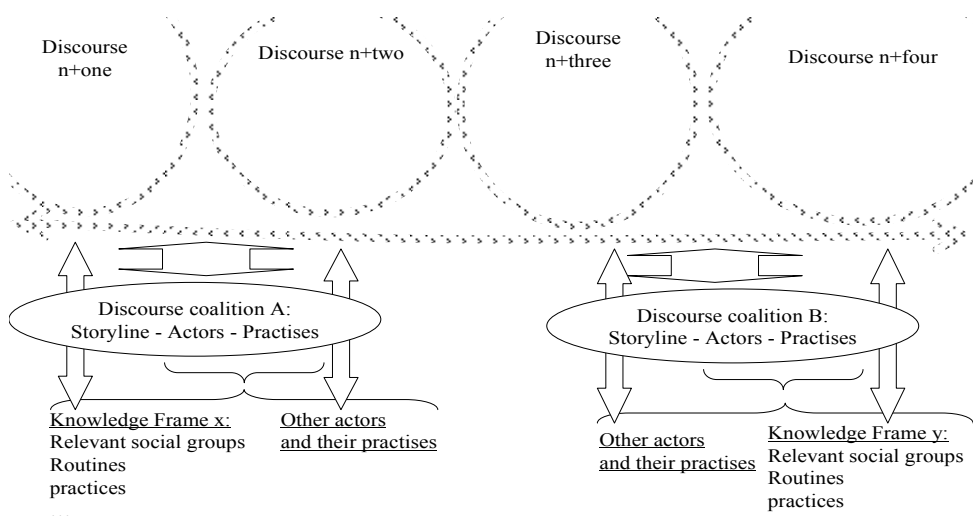 Discourse
n+one
Discourse n+two
Discourse
n+three
Discourse n+four
Discourse coalition A:
Storyline - Actors - Practises
Discourse coalition B:
Storyline - Actors - Practises
Knowledge Frame x:
Relevant social groups
Routines
practices
...
Other actors
and their practises
Other actors
and their practises
Knowledge Frame y:
Relevant social groups
Routines
practices